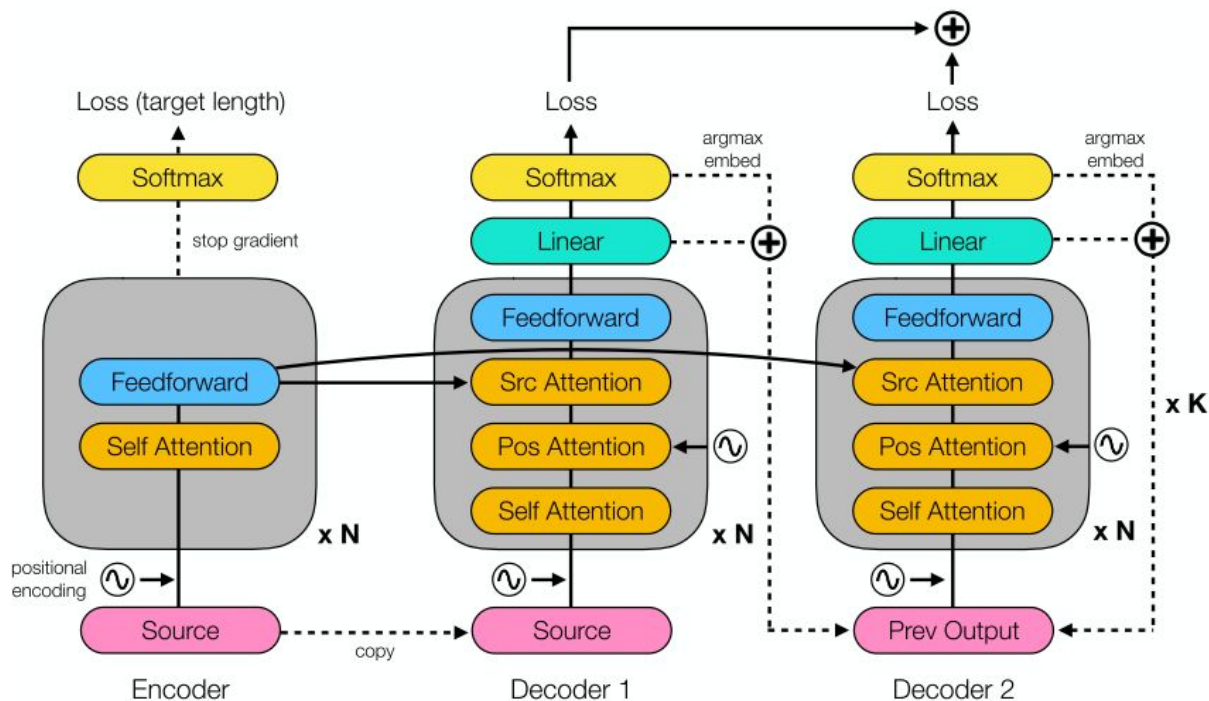 Loss (target length)
Softmax
stop gradient
Feedforward
Self Attention
x N
positional
encoding
Source
copy
Encoder
Loss
Softmax
argmax
embed
Linear
Feedforward
Src Attention
Pos Attention
Self Attention
x N
Source
Decoder 1
Loss
Softmax
argmax
embed
Linear
Feedforward
Src Attention
Pos Attention
Self Attention
x N
x K
Prev Output
Decoder 2